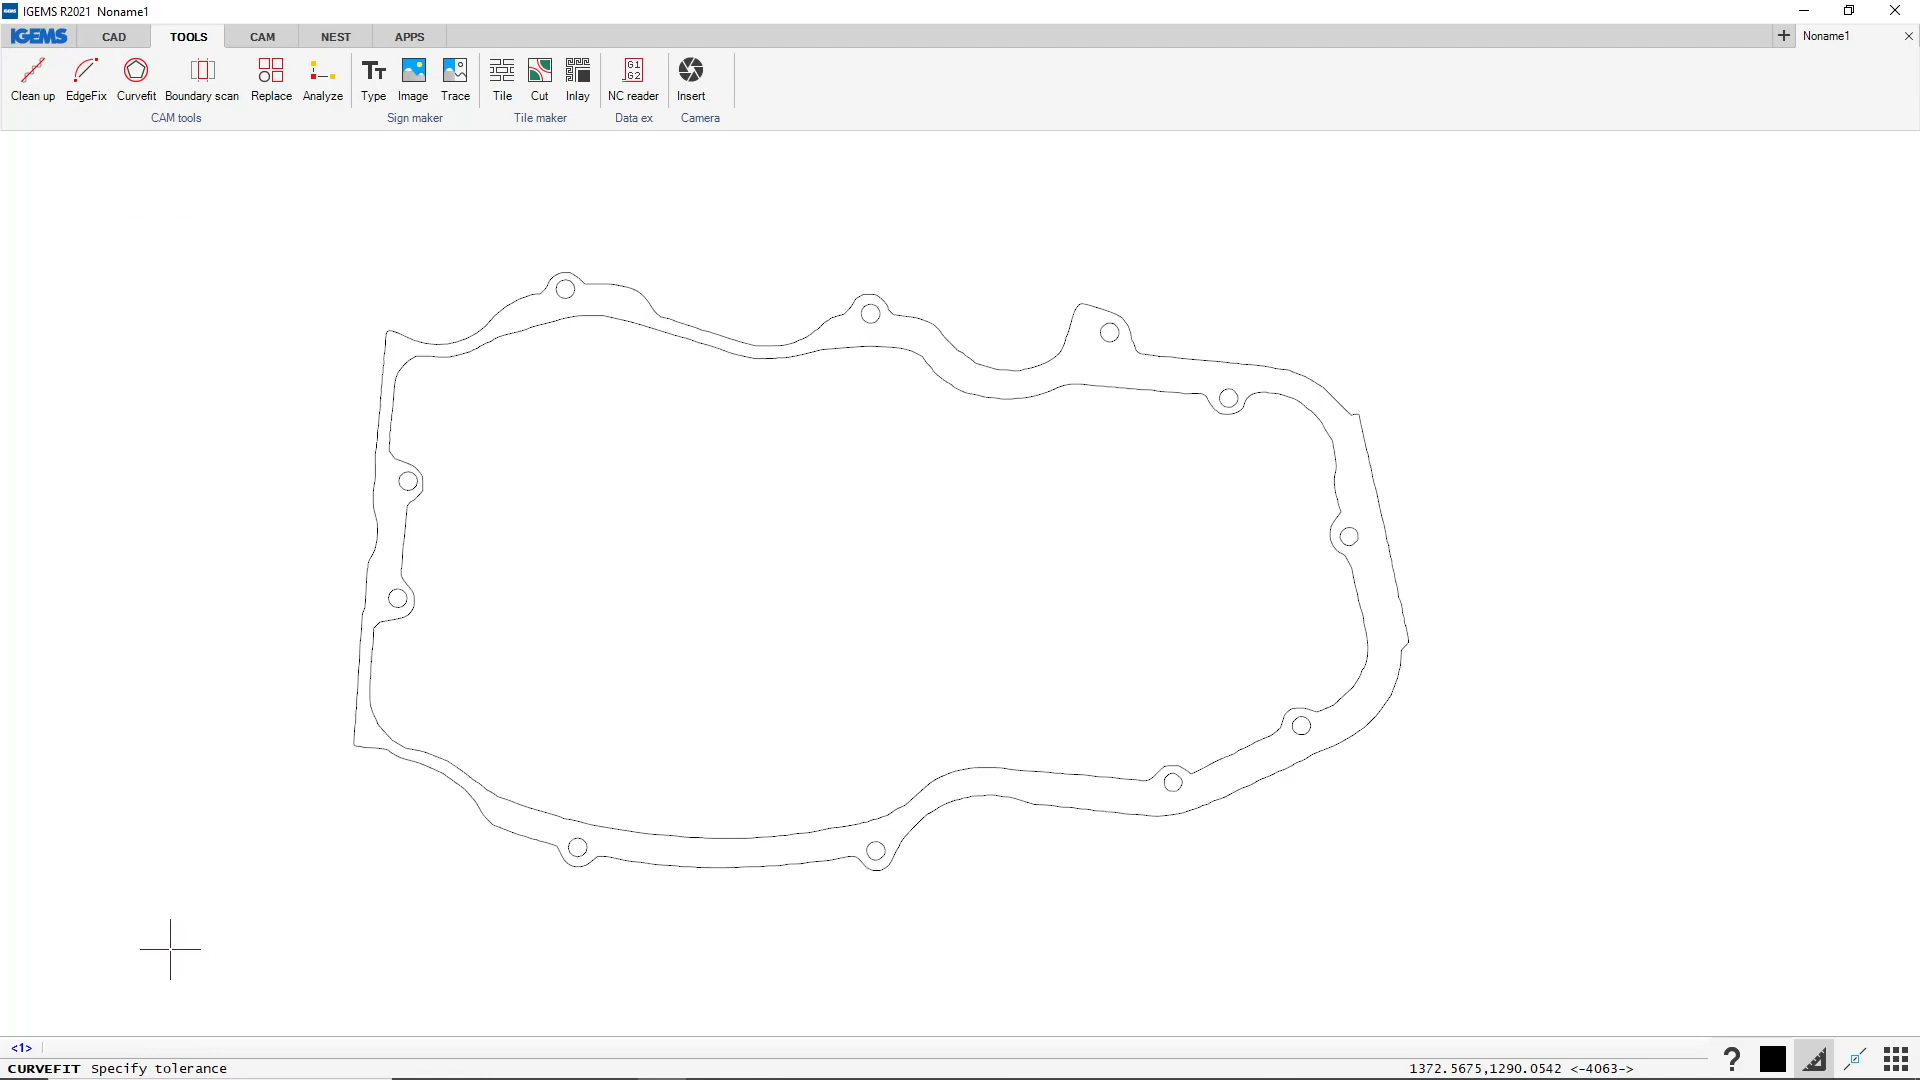 IGEMS R2021 Noname1
IGEMS CAD TOOLS CAM NEST APPS Noname1
Clean up EdgeFix Curvefit Boundary scan Replace Analyze Type Image Trace Tile Cut Inlay NC reader Insert
CAM tools Sign maker Tile maker Data ex Camera
<1>
CURVEFIT Specify tolerance 1372.5675,1290.0542 <-4063->